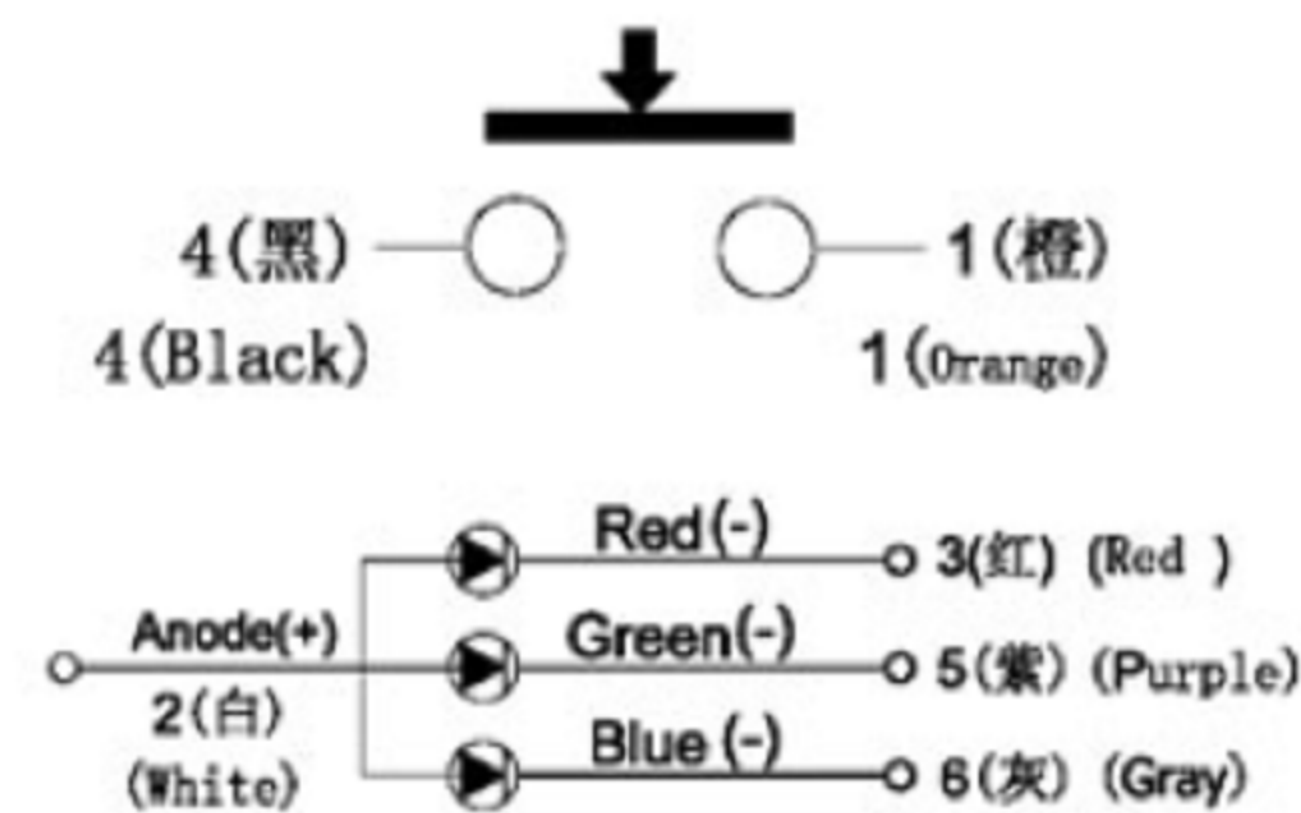 4(黑) 1(橙)
4(Black) 1(Orange)
Red(-) 3(红) (Red )
Anode(+) Green(-) 5(紫) (Purple)
2(白) Blue (-)
(White) 6(灰) (Gray)